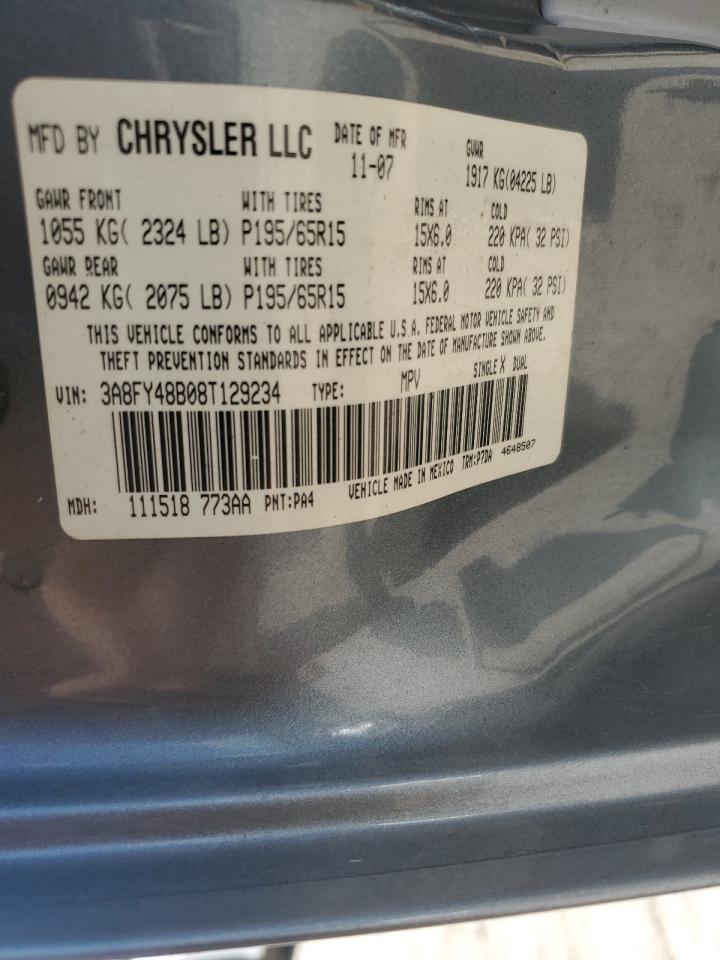 MFD BY CHRYSLER LLC DATE OF MFR GVWR
11-07 1917 KG(04225 LB)
GAWR FRONT WITH TIRES RIMS AT COLD
1055 KG( 2324 LB) P195/65R15 15X6.0 220 KPA( 32 PSI)
GAWR REAR WITH TIRES RIMS AT COLD
0942 KG( 2075 LB) P195/65R15 15X6.0 220 KPA( 32 PSI)
THIS VEHICLE CONFORMS TO ALL APPLICABLE U.S.A. FEDERAL MOTOR VEHICLE SAFETY AND
THEFT PREVENTION STANDARDS IN EFFECT ON THE DATE OF MANUFACTURE SHOWN ABOVE.
VIN: 3A8FY48B08T129234 TYPE: MPV SINGLE X DUAL
MDH: 111518 773AA PNT:PA4 VEHICLE MADE IN MEXICO TRM:P7DA 4648507